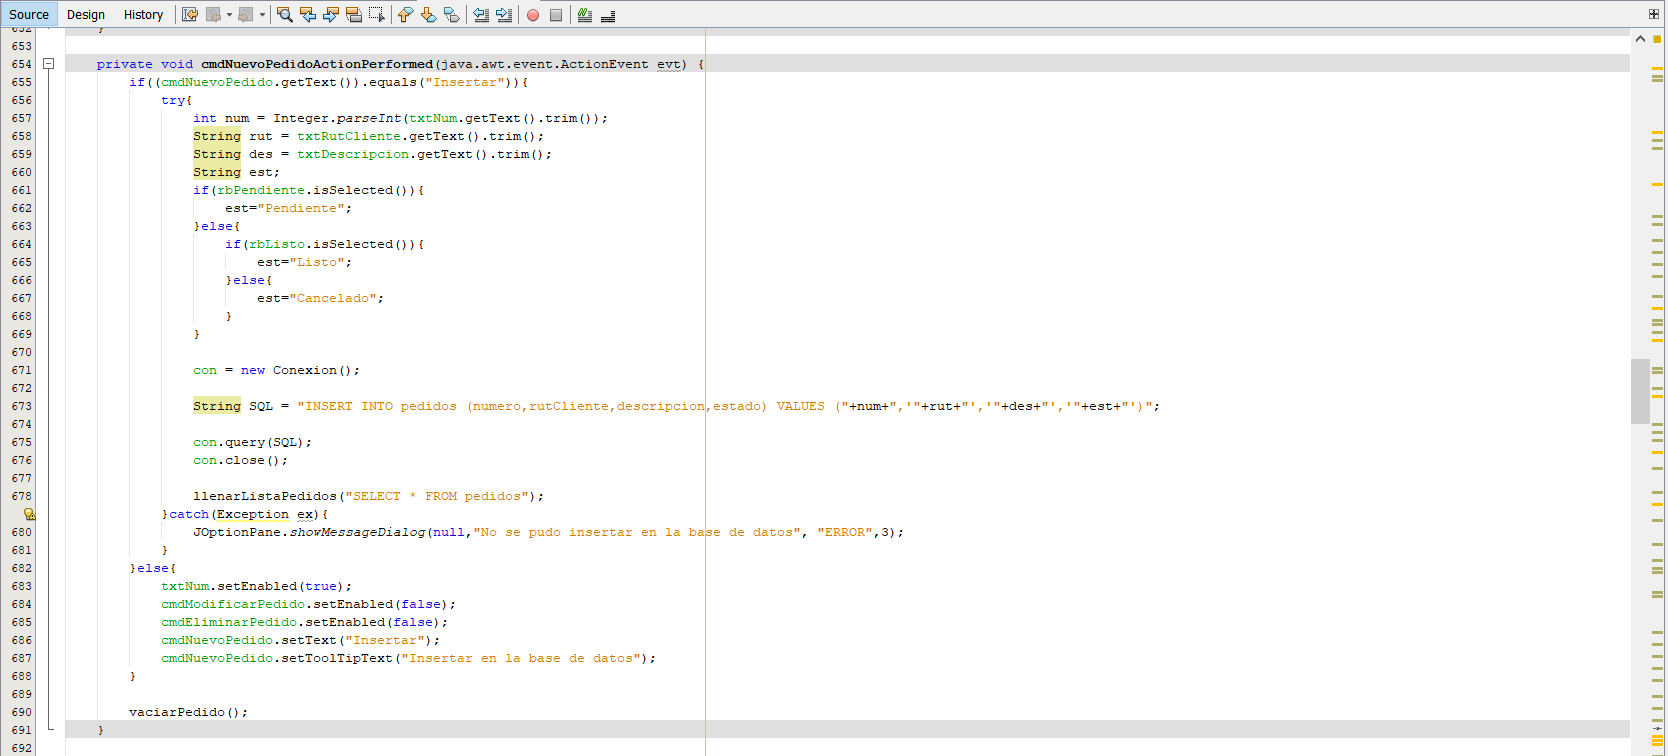 Source Design History
652 }
653
654 private void cmdNuevoPedidoActionPerformed(java.awt.event.ActionEvent evt) {
655 if((cmdNuevoPedido.getText()).equals("Insertar")){
656 try{
657 int num = Integer.parseInt(txtNum.getText().trim());
658 String rut = txtRutCliente.getText().trim();
659 String des = txtDescripcion.getText().trim();
660 String est;
661 if(rbPendiente.isSelected()){
662 est="Pendiente";
663 }else{
664 if(rbListo.isSelected()){
665 est="Listo";
666 }else{
667 est="Cancelado";
668 }
669 }
670
671 con = new Conexion();
672
673 String SQL = "INSERT INTO pedidos (numero,rutCliente,descripcion,estado) VALUES ("+num+",'"+rut+"','"+des+"','"+est+"')";
674
675 con.query(SQL);
676 con.close();
677
678 llenarListaPedidos("SELECT * FROM pedidos");
}catch(Exception ex){
680 JOptionPane.showMessageDialog(null,"No se pudo insertar en la base de datos", "ERROR",3);
681 }
682 }else{
683 txtNum.setEnabled(true);
684 cmdModificarPedido.setEnabled(false);
685 cmdEliminarPedido.setEnabled(false);
686 cmdNuevoPedido.setText("Insertar");
687 cmdNuevoPedido.setToolTipText("Insertar en la base de datos");
688 }
689
690 vaciarPedido();
691 }
692